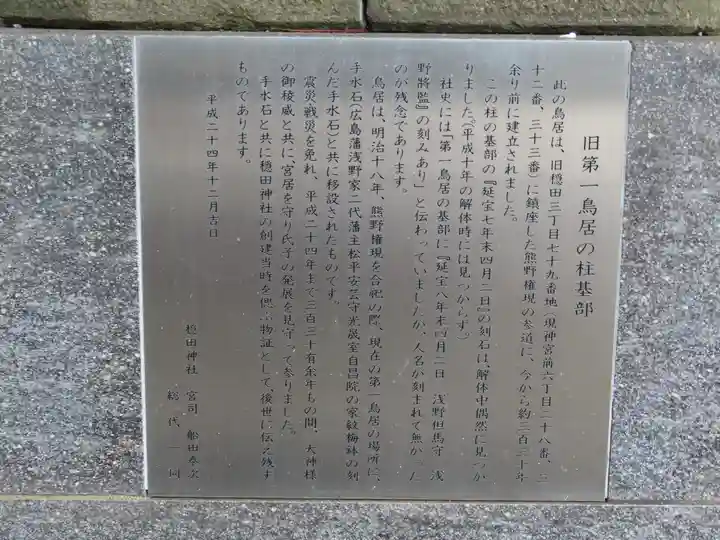 旧第一鳥居の柱基部
此の鳥居は、旧穏田三丁目七十九番地(現神宮前六丁目二十八番、三
十二番、三十三番)に鎮座した熊野権現の参道に、今から約三百三十年
余り前に建立されました。
この柱の基部の『延宝七年末四月二日』の刻石は、解体中偶然に見つか
りました。(平成十年の解体時には見つからず。)
社史には『第一鳥居の基部に『延宝八年末四月二日 浅野但馬守 浅
野將監』の刻みあり」と伝わっていましたが、人名が刻まれて無かった
のが残念であります。
鳥居は、明治十八年、熊野権現を合祀の際、現在の第一鳥居の場所に、
手水石(広島藩浅野家二代藩主松平安芸守光晟室自昌院の家紋梅鉢の刻
んだ手水石)と共に移設されたものです。
震災戦災を免れ、平成二十四年まで三百三十有余年もの間、大神様
の御稜威と共に宮居を守り氏子の発展を見守って参りました。
手水石と共に穏田神社の創建当時を偲ぶ物証として、後世に伝え残す
ものであります。
平成二十四年十二月吉日
穏田神社 宮司 船田泰次
総代一同